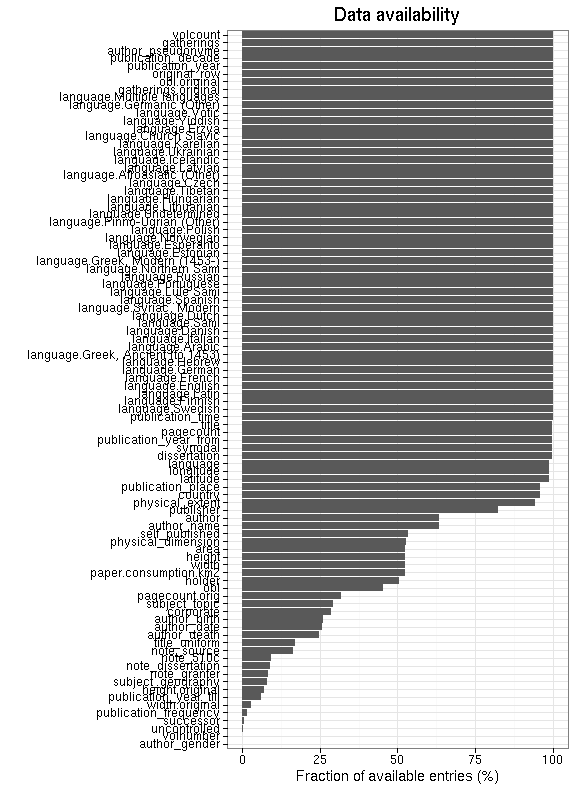 Data availability
volcount
gatherings
author_pseudonyme
publication_decade
publication_year
original_row
obl.original
gatherings.original
language.Multiple languages
language.Germanic (Other)
language.Votic
language.Yiddish
language.Erzya
language.Church Slavic
language.Karelian
language.Ukrainian
language.Icelandic
language.Latvian
language.Afroasiatic (Other)
language.Czech
language.Tibetan
language.Hungarian
language.Lithuanian
language.Undetermined
language.Finno-Ugrian (Other)
language.Polish
language.Norwegian
language.Esperanto
language.Estonian
language.Greek, Modern (1453-)
language.Northern Sami
language.Russian
language.Portuguese
language.Lule Sami
language.Spanish
language.Syriac, Modern
language.Dutch
language.Sami
language.Danish
language.Italian
language.Arabic
language.Greek, Ancient (to 1453)
language.Hebrew
language.German
language.French
language.English
language.Latin
language.Finnish
language.Swedish
publication_time
title
pagecount
publication_year_from
synodal
dissertation
language
longitude
latitude
publication_place
country
physical_extent
publisher
author
author_name
self_published
physical_dimension
area
height
width
paper.consumption.km2
holder
obl
pagecount.orig
subject_topic
corporate
author_birth
author_date
author_death
title_uniform
note_source
note_510c
note_dissertation
note_granter
subject_geography
height.original
publication_year_till
width.original
publication_frequency
successor
uncontrolled
volnumber
author_gender
0 25 50 75 100
Fraction of available entries (%)